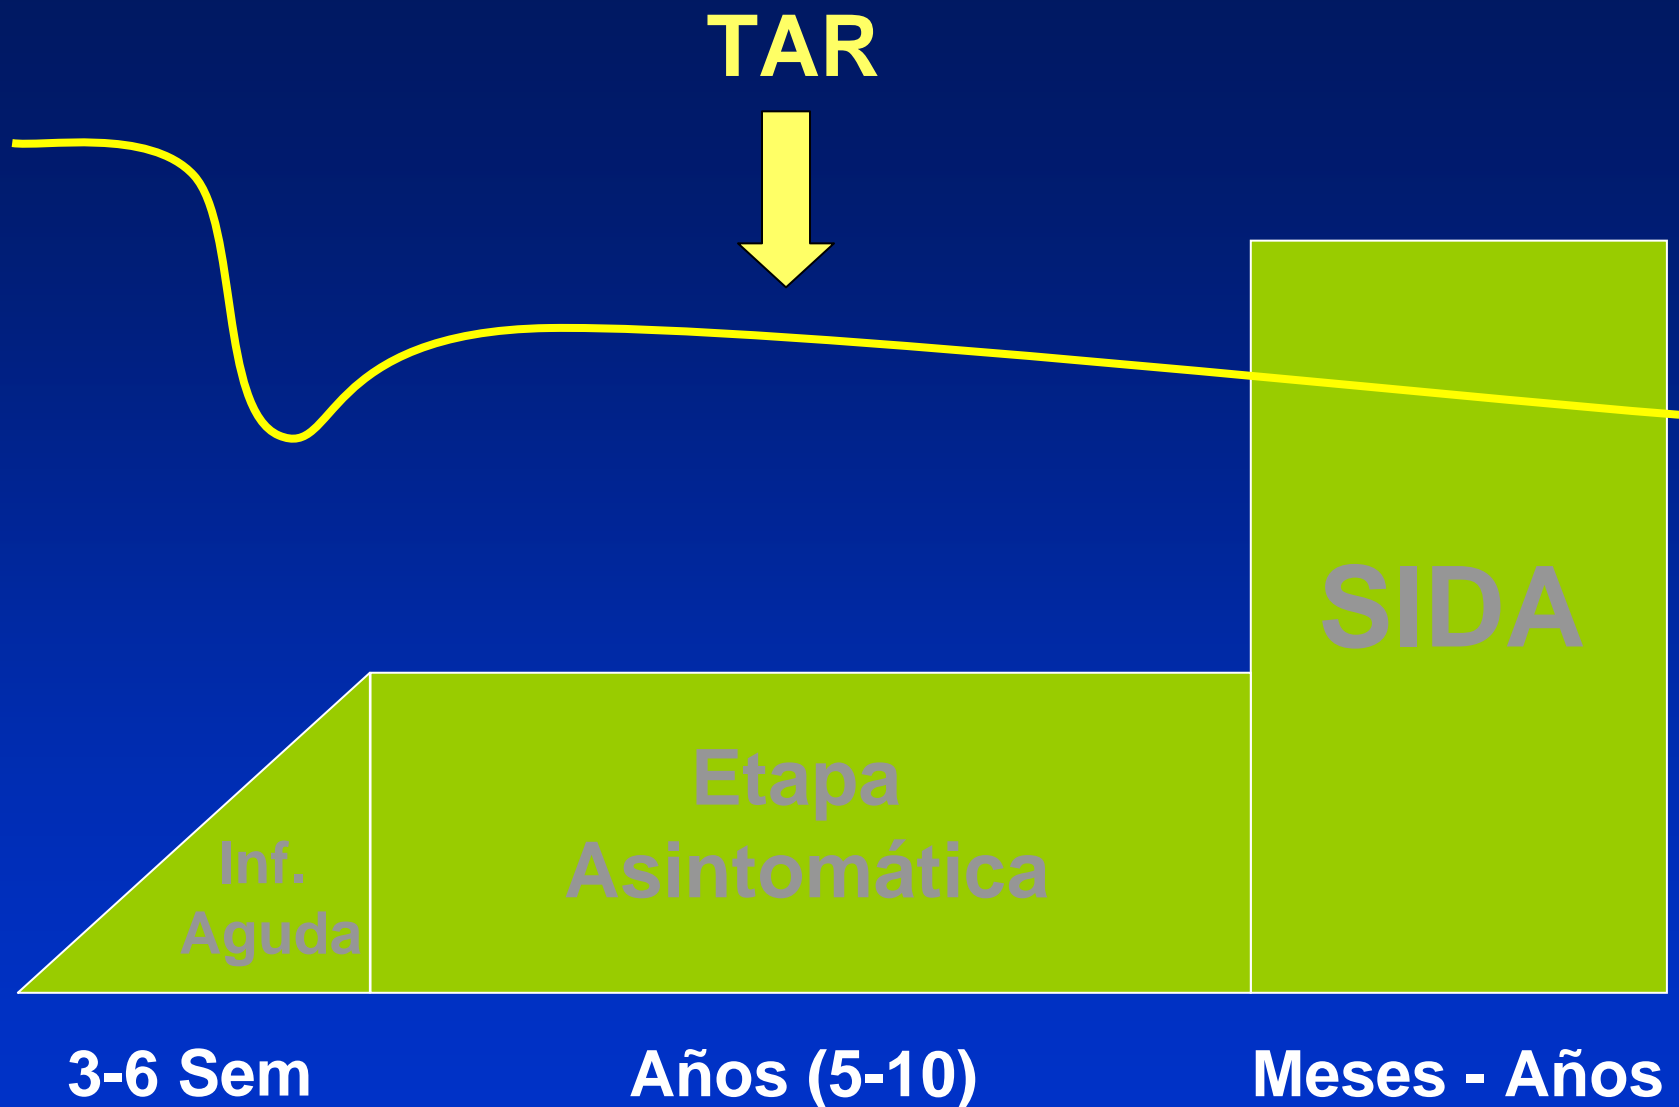 TAR
SIDA
Etapa
Asintomática
Inf.
Aguda
3-6 Sem
Años (5-10)
Meses - Años